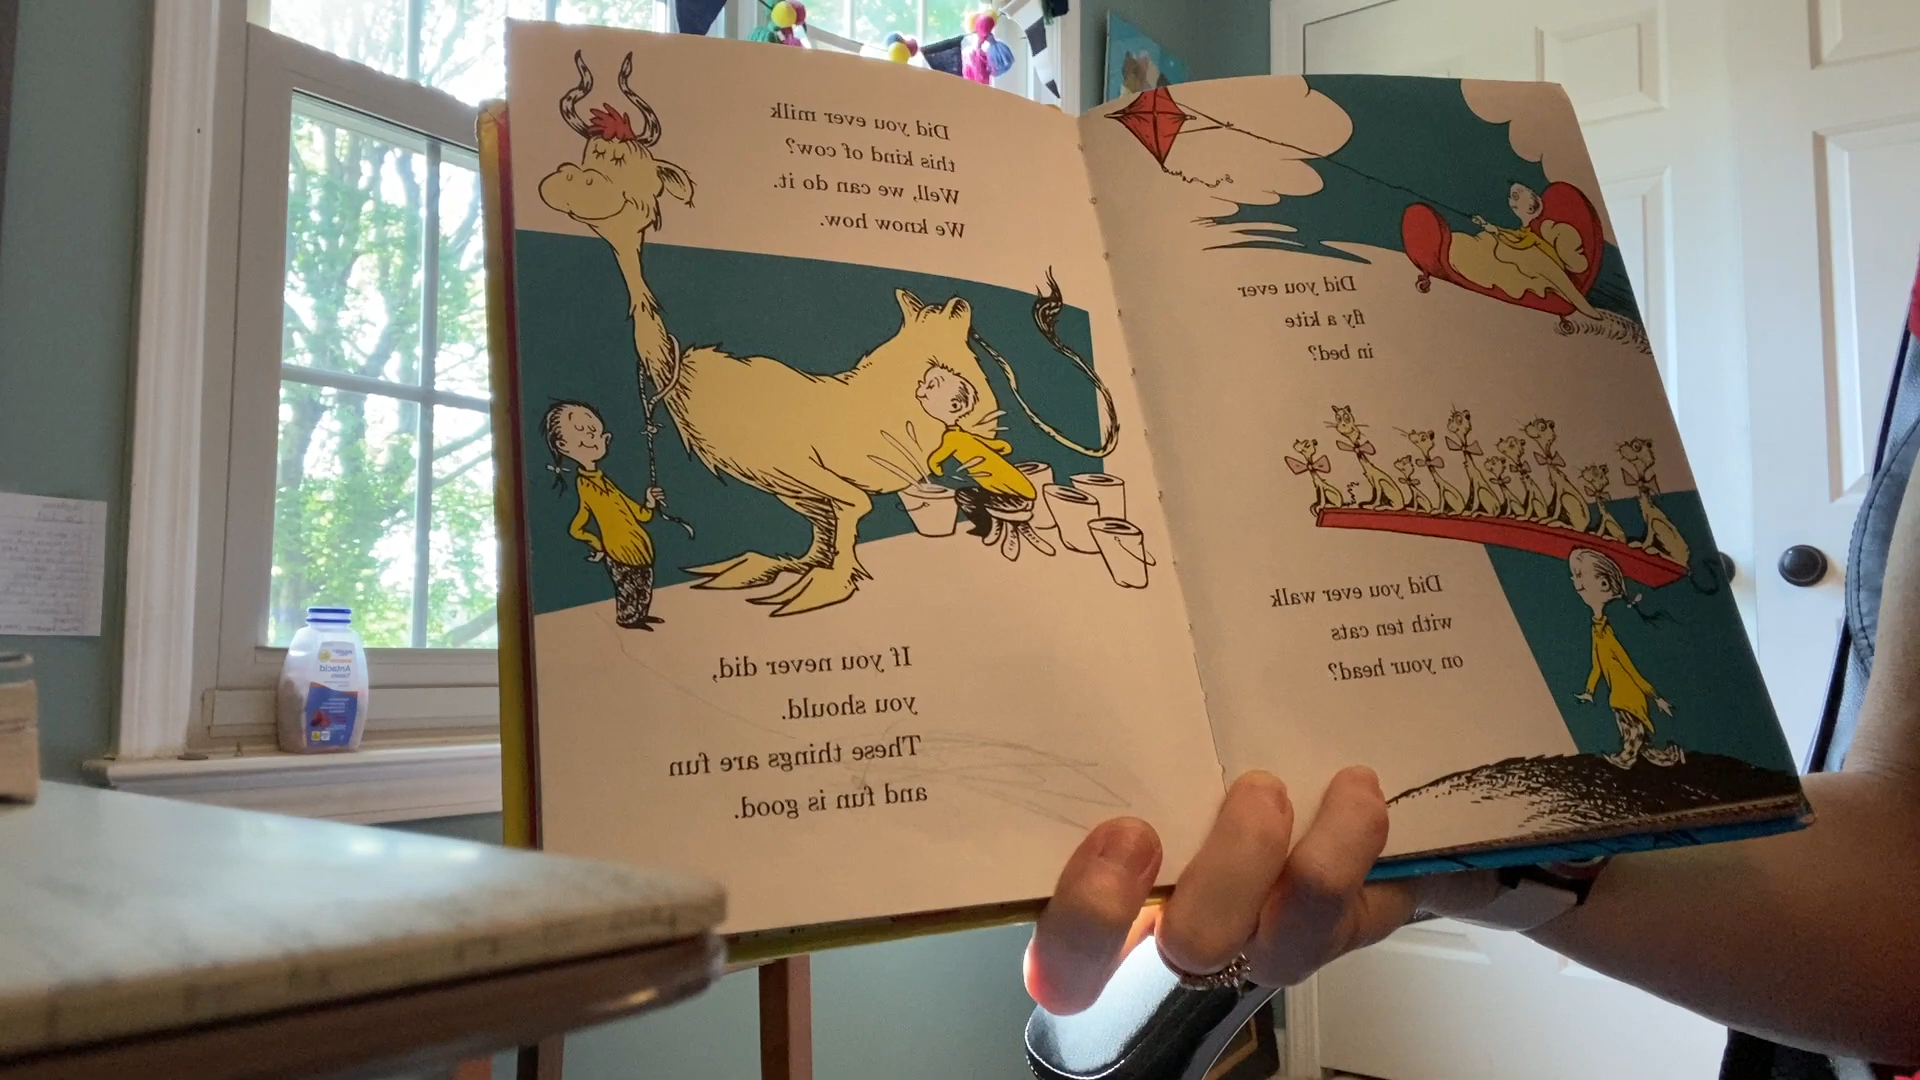 Did you ever
fly a kite
in bed?
Did you ever walk
with ten cats
on your head?
Did you ever milk
this kind of cow?
Well, we can do it.
We know how.
If you never did,
you should.
These things are fun
and fun is good.
Antacid